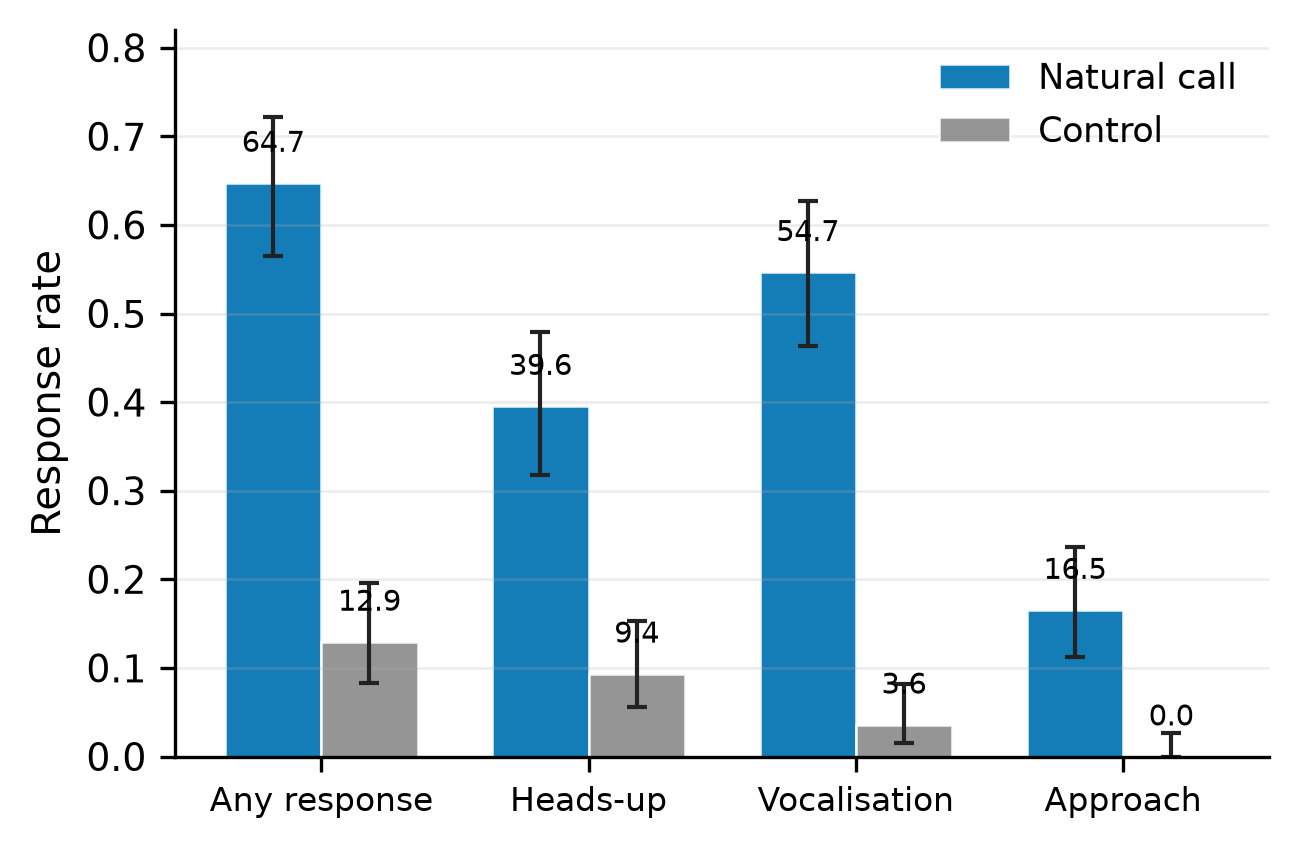 0.8
0.7
0.6
0.5
0.4
0.3
0.2
0.1
0.0
Response rate
Natural call
Control
64.7
12.9
39.6
9.4
54.7
3.6
16.5
0.0
Any response
Heads-up
Vocalisation
Approach